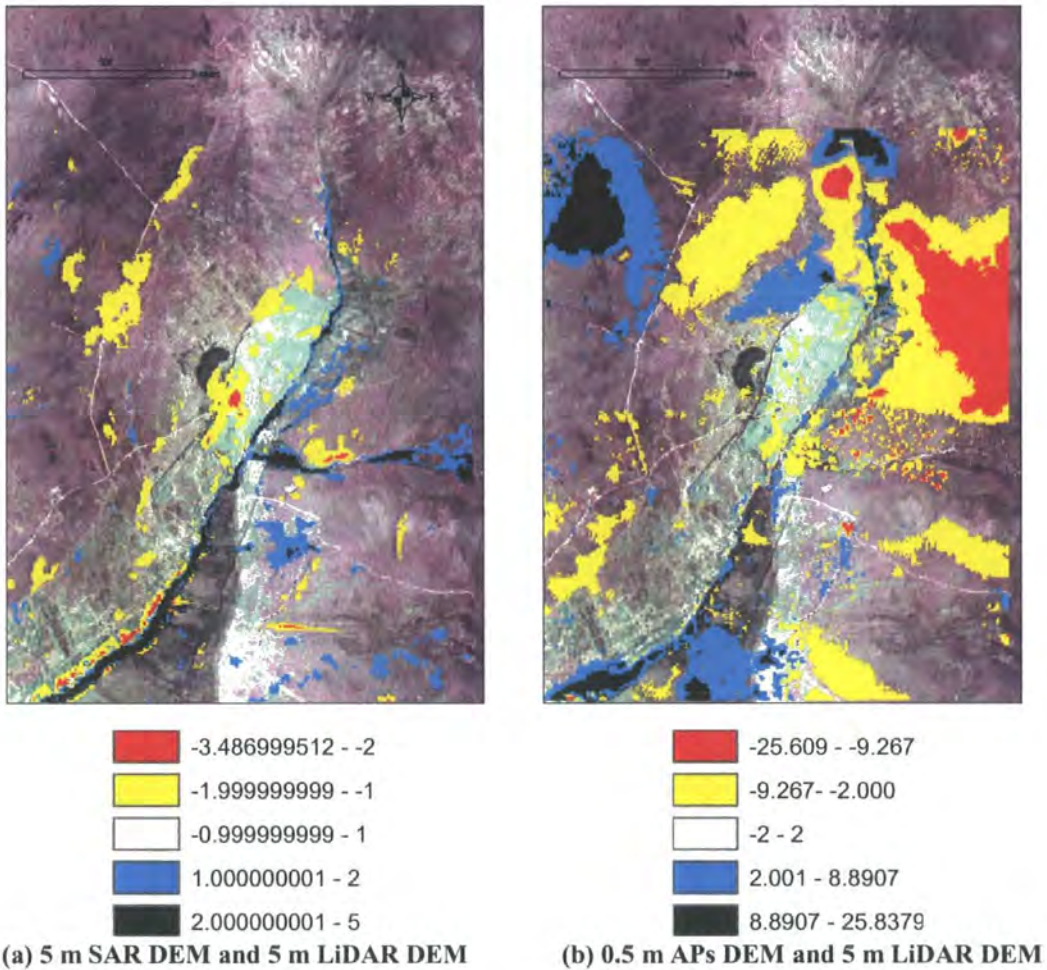 -3.486999512 - -2
-1.999999999 - -1
-0.999999999 - 1
1.000000001 - 2
2.000000001 - 5
(a) 5 m SAR DEM and 5 m LiDAR DEM
-25.609 - -9.267
-9.267- -2.000
-2 - 2
2.001 - 8.8907
8.8907 - 25.8379
(b) 0.5 m APs DEM and 5 m LiDAR DEM